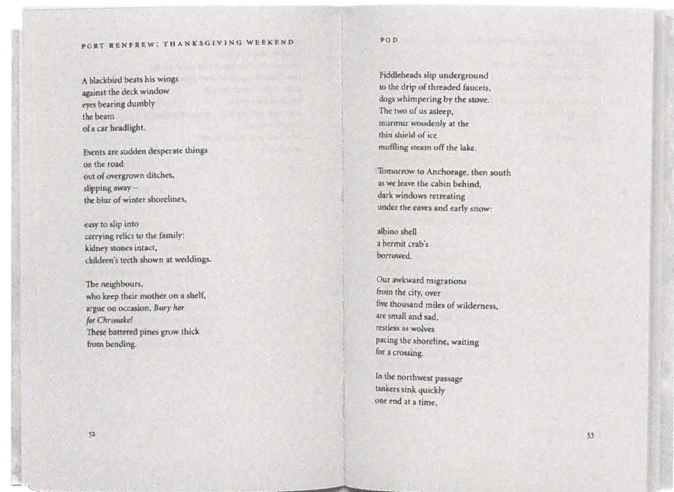 PORT RENFREW; THANKSGIVING WEEKEND
A blackbird beats his wings
against the deck window
eyes bearing dumbly
the beam
of a car headlight.
Events are sudden desperate things
on the road
out of overgrown ditches,
slipping away –
the blur of winter shorelines,
easy to slip into
carrying relics to the family:
kidney stones intact,
children's teeth shown at weddings.
The neighbours,
who keep their mother on a shelf,
argue on occasion, Bury her
for Chrissake!
These battered pines grow thick
from bending.
52
POD
Fiddleheads slip underground
to the drip of threaded faucets,
dogs whimpering by the stove.
The two of us asleep,
murmur woodenly at the
thin shield of ice
muffling steam off the lake.
Tomorrow to Anchorage, then south
as we leave the cabin behind,
dark windows retreating
under the eaves and early snow:
albino shell
a hermit crab's
borrowed.
Our awkward migrations
from the city, over
five thousand miles of wilderness,
are small and sad,
restless as wolves
pacing the shoreline, waiting
for a crossing.
In the northwest passage
tankers sink quickly
one end at a time,
53